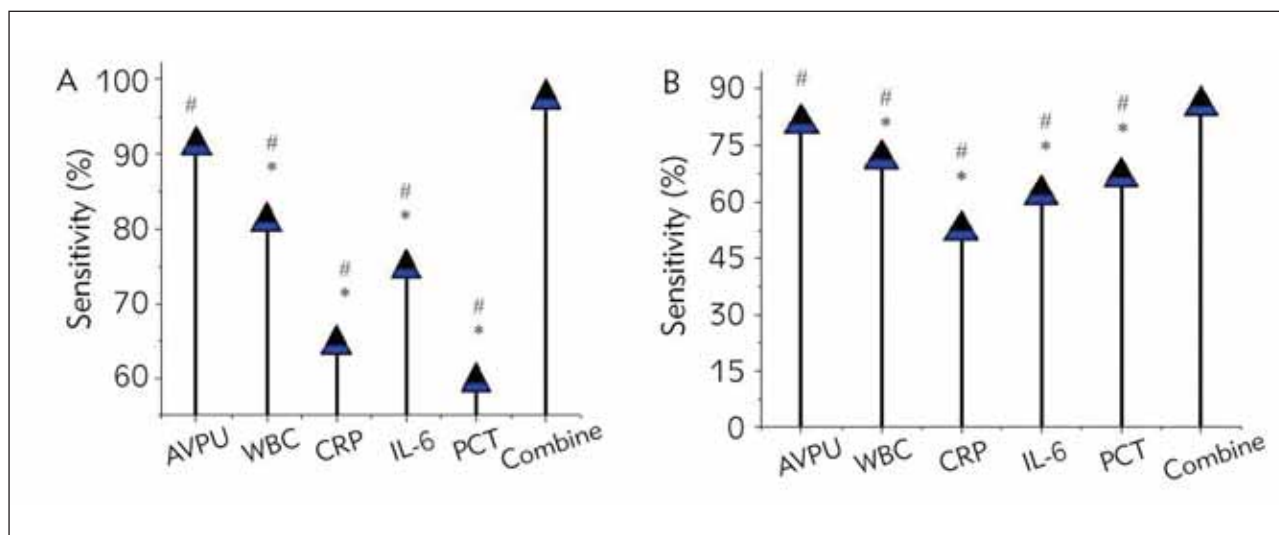 A
Sensitivity (%)
100
90
80
70
60
#
#
*
#
*
#
*
#
*
AVPU
WBC
CRP
IL-6
PCT
Combine
B
Sensitivity (%)
90
75
60
45
30
15
0
#
#
*
#
*
#
*
#
*
AVPU
WBC
CRP
IL-6
PCT
Combine